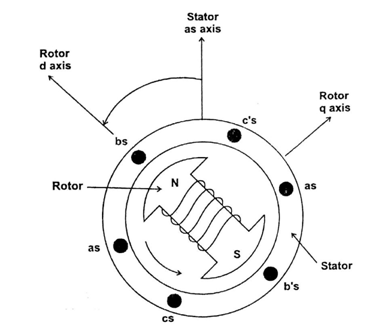 Stator
as axis
Rotor
d axis
Rotor
q axis
c's
bs
N
Rotor
as
as
S
Stator
b's
cs